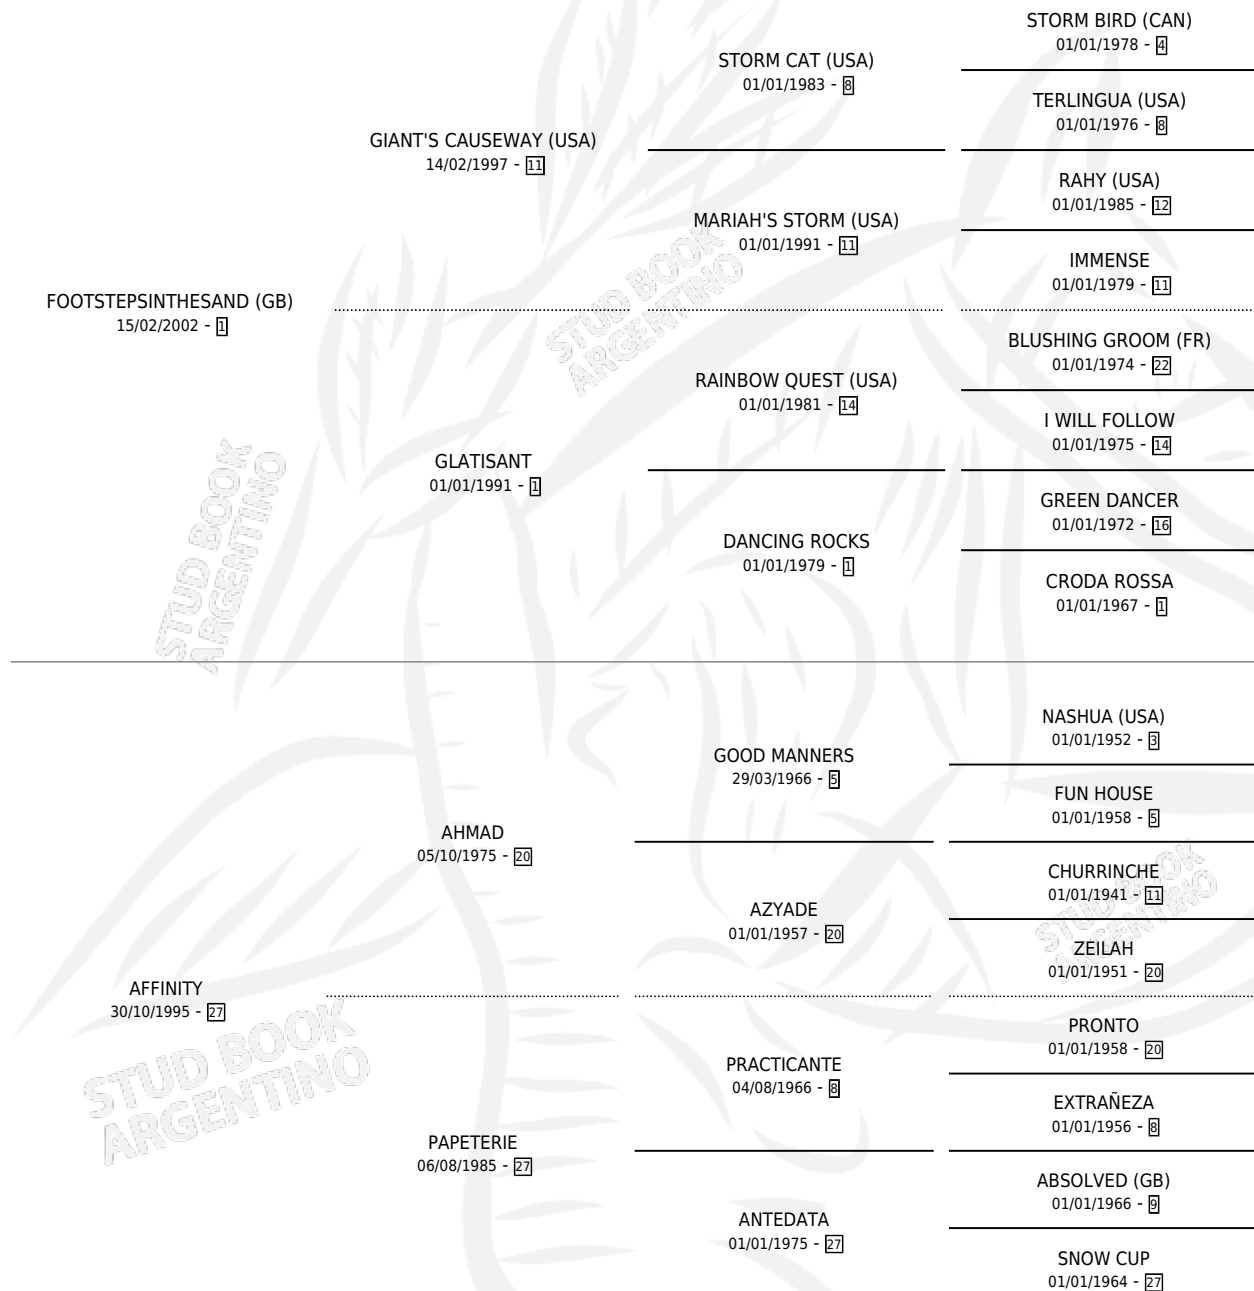 STORM BIRD (CAN)
01/01/1978 - 4
STORM CAT (USA)
01/01/1983 - 8
TERLINGUA (USA)
01/01/1976 - 8
GIANT'S CAUSEWAY (USA)
14/02/1997 - 11
RAHY (USA)
01/01/1985 - 12
MARIAH'S STORM (USA)
01/01/1991 - 11
IMMENSE
01/01/1979 - 11
FOOTSTEPSINTHESAND (GB)
15/02/2002 - 1
BLUSHING GROOM (FR)
01/01/1974 - 22
RAINBOW QUEST (USA)
01/01/1981 - 14
I WILL FOLLOW
01/01/1975 - 14
GLATISANT
01/01/1991 - 1
GREEN DANCER
01/01/1972 - 16
DANCING ROCKS
01/01/1979 - 1
CRODA ROSSA
01/01/1967 - 1
NASHUA (USA)
01/01/1952 - 3
GOOD MANNERS
29/03/1966 - 5
FUN HOUSE
01/01/1958 - 5
AHMAD
05/10/1975 - 20
CHURRINCHE
01/01/1941 - 11
AZYADE
01/01/1957 - 20
ZEILAH
01/01/1951 - 20
AFFINITY
30/10/1995 - 27
PRONTO
01/01/1958 - 20
PRACTICANTE
04/08/1966 - 8
EXTRAÑEZA
01/01/1956 - 8
PAPETERIE
06/08/1985 - 27
ABSOLVED (GB)
01/01/1966 - 9
ANTEDATA
01/01/1975 - 27
SNOW CUP
01/01/1964 - 27
STUD BOOK
ARGENTINO
STUD BOOK
ARGENTINO
STUD BOOK
ARGENTINO
STUD BOOK
ARGENTINO